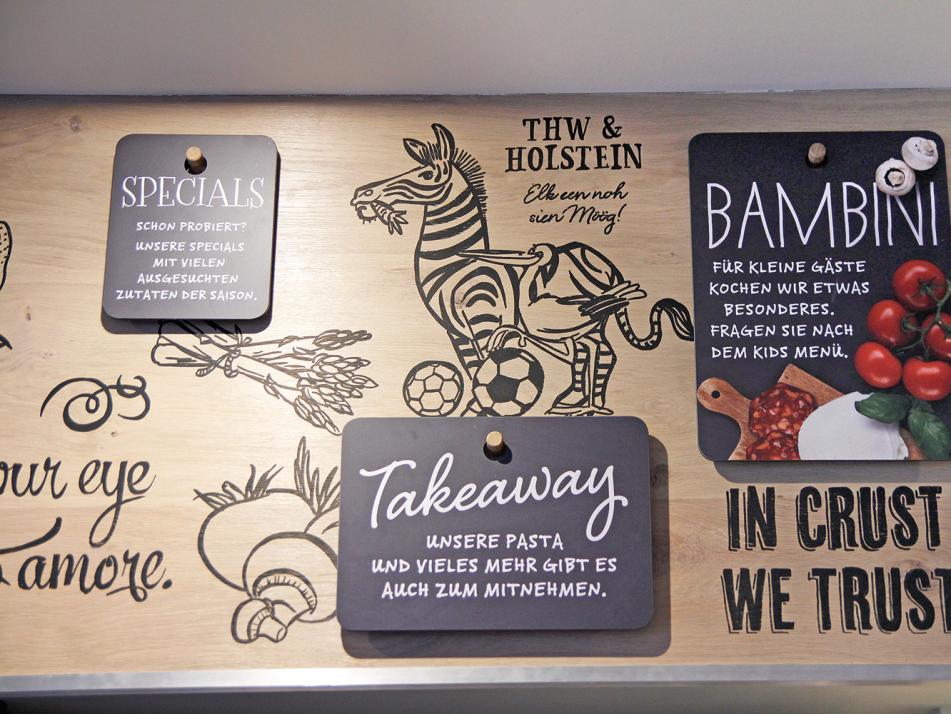 THW &
HOLSTEIN
Elk een noh
sien Möög!
SPECIALS
SCHON PROBIERT?
UNSERE SPECIALS
MIT VIELEN
AUSGESUCHTEN
ZUTATEN DER SAISON.
BAMBINI
FÜR KLEINE GÄSTE
KOCHEN WIR ETWAS
BESONDERES.
FRAGEN SIE NACH
DEM KIDS MENÜ.
our eye
amore.
Takeaway
UNSERE PASTA
UND VIELES MEHR GIBT ES
AUCH ZUM MITNEHMEN.
IN CRUST
WE TRUST